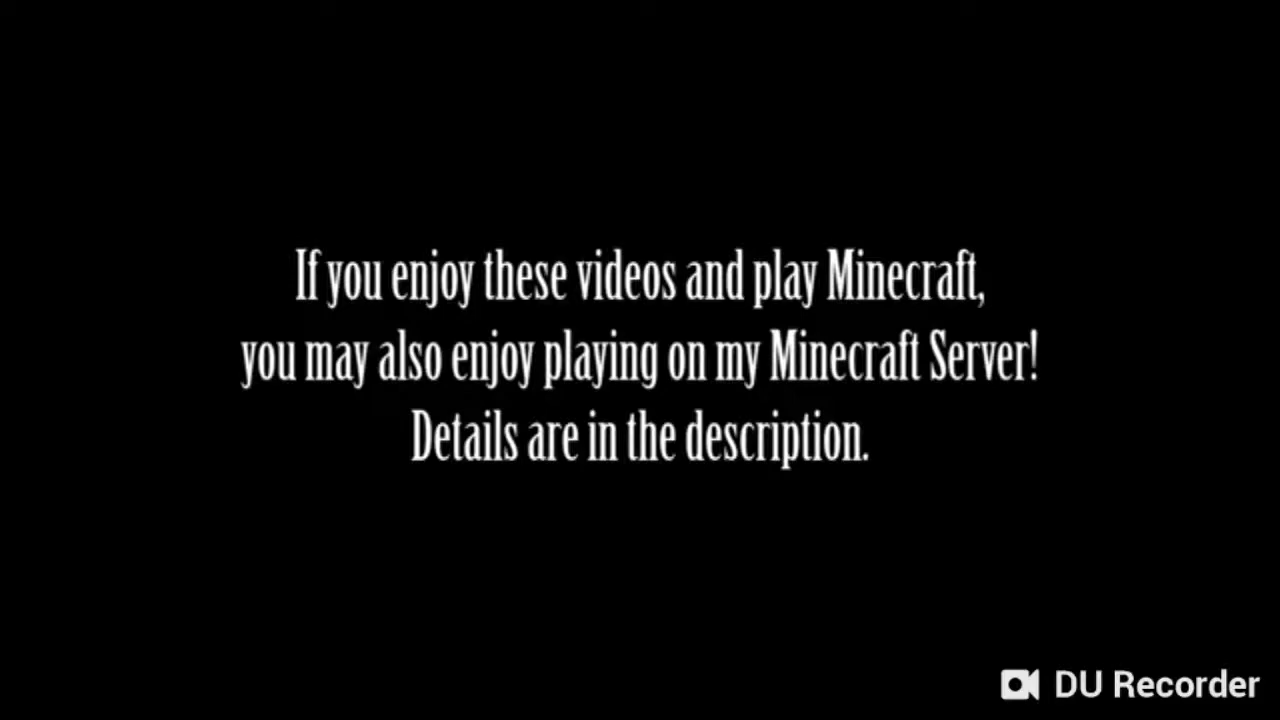 If you enjoy these videos and play Minecraft,
you may also enjoy playing on my Minecraft Server!
Details are in the description.
DU Recorder